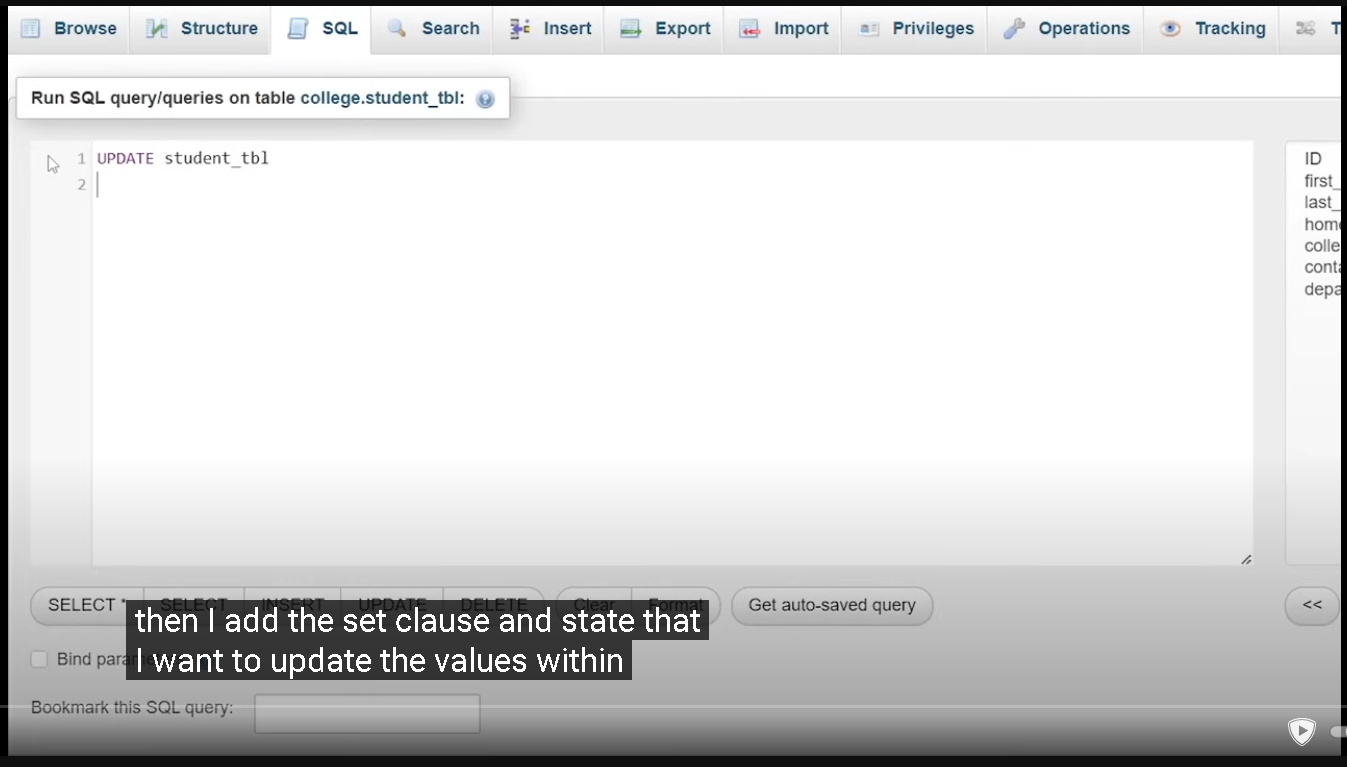 Browse Structure SQL Search Insert Export Import Privileges Operations Tracking
Run SQL query/queries on table college.student_tbl:
1 UPDATE student_tbl
2
ID
first_
last_
home
colle
conta
depa
SELECT * SELECT INSERT UPDATE DELETE Clear Format Get auto-saved query <<
then I add the set clause and state that
I want to update the values within
Bind parame
Bookmark this SQL query: